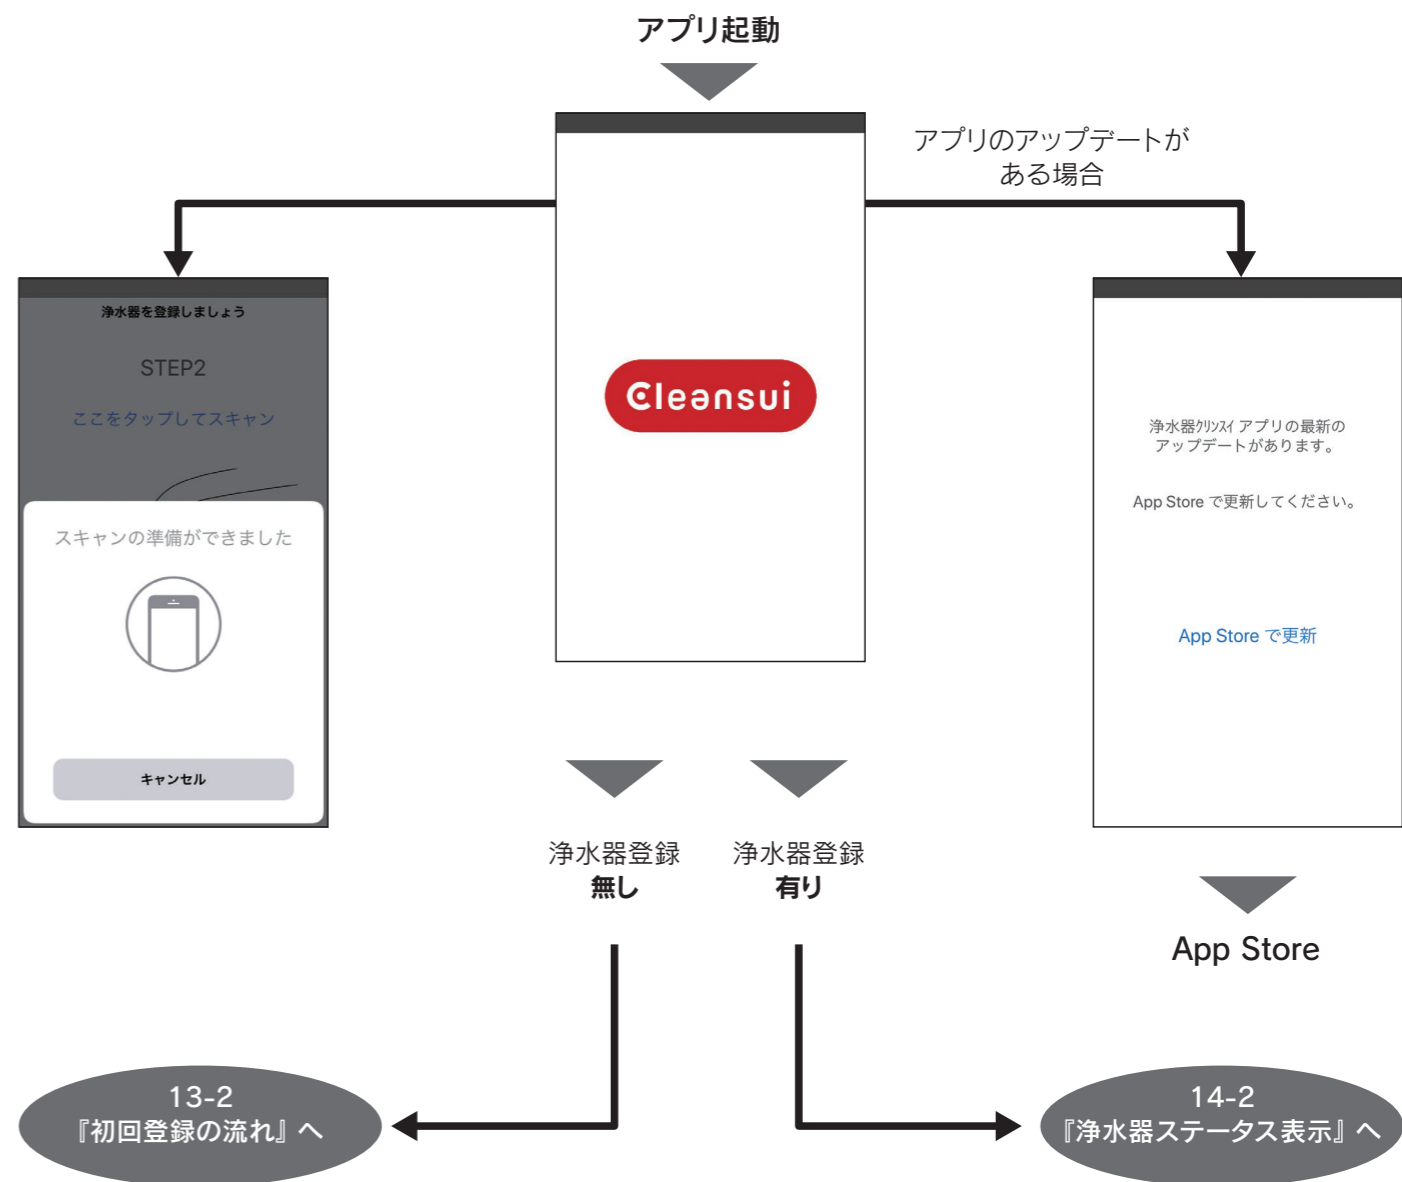 アプリ起動
アプリのアップデートが
ある場合
浄水器を登録しましょう
STEP2
ここをタップしてスキャン
スキャンの準備ができました
キャンセル
Cleansui
浄水器ｸﾘﾝｽｲ アプリの最新の
アップデートがあります。
App Store で更新してください。
App Store で更新
浄水器登録
無し
浄水器登録
有り
App Store
13-2
『初回登録の流れ』へ
14-2
『浄水器ステータス表示』へ